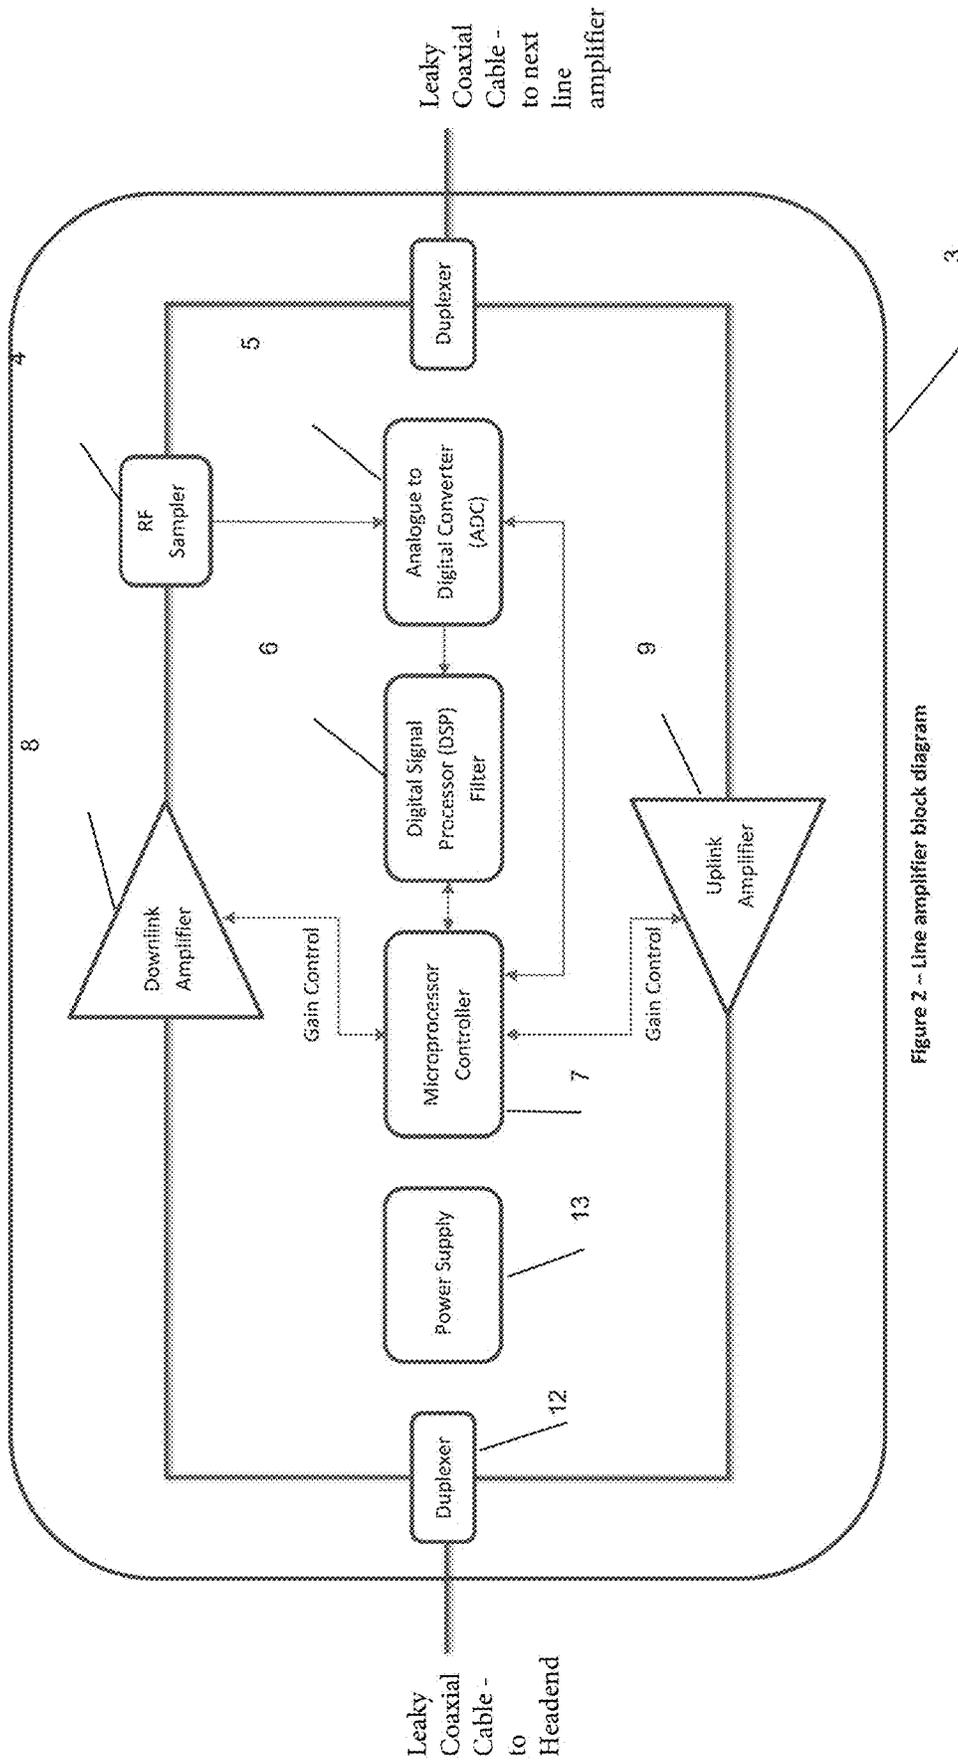 4
8
RF
Sampler
Downlink
Amplifier
5
6
Gain Control
Leaky
Coaxial
Cable -
to
Headend
Duplexer
12
Power Supply
13
Microprocessor
Controller
7
Digital Signal
Processor (DSP)
Filter
Analogue to
Digital Converter
(ADC)
Duplexer
Leaky
Coaxial
Cable -
to next
line
amplifier
Gain Control
9
Uplink
Amplifier
3
Figure 2 – Line amplifier block diagram